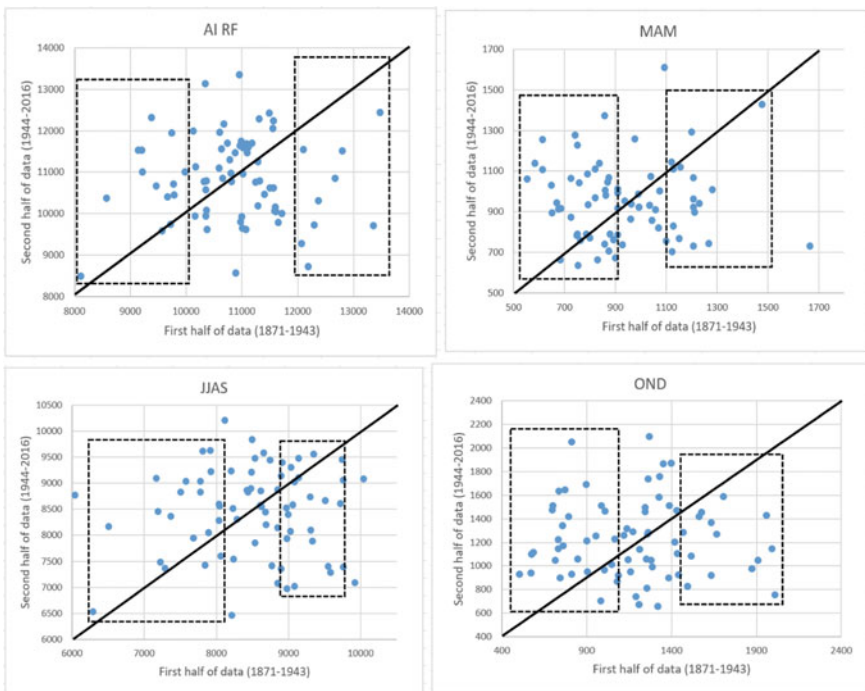 AI RF
Second half of data (1944-2016)
14000
13000
12000
11000
10000
9000
8000
8000 9000 10000 11000 12000 13000 14000
First half of data (1871-1943)
MAM
Second half of data (1944-2016)
1700
1500
1300
1100
900
700
500
500 700 900 1100 1300 1500 1700
First half of data (1871-1943)
JJAS
Second half of data (1944-2016)
10500
10000
9500
9000
8500
8000
7500
7000
6500
6000
6000 7000 8000 9000 10000
First half of data (1871-1943)
OND
Second half of data (1944-2016)
2400
2200
2000
1800
1600
1400
1200
1000
800
600
400
400 900 1400 1900 2400
First half of data (1871-1943)